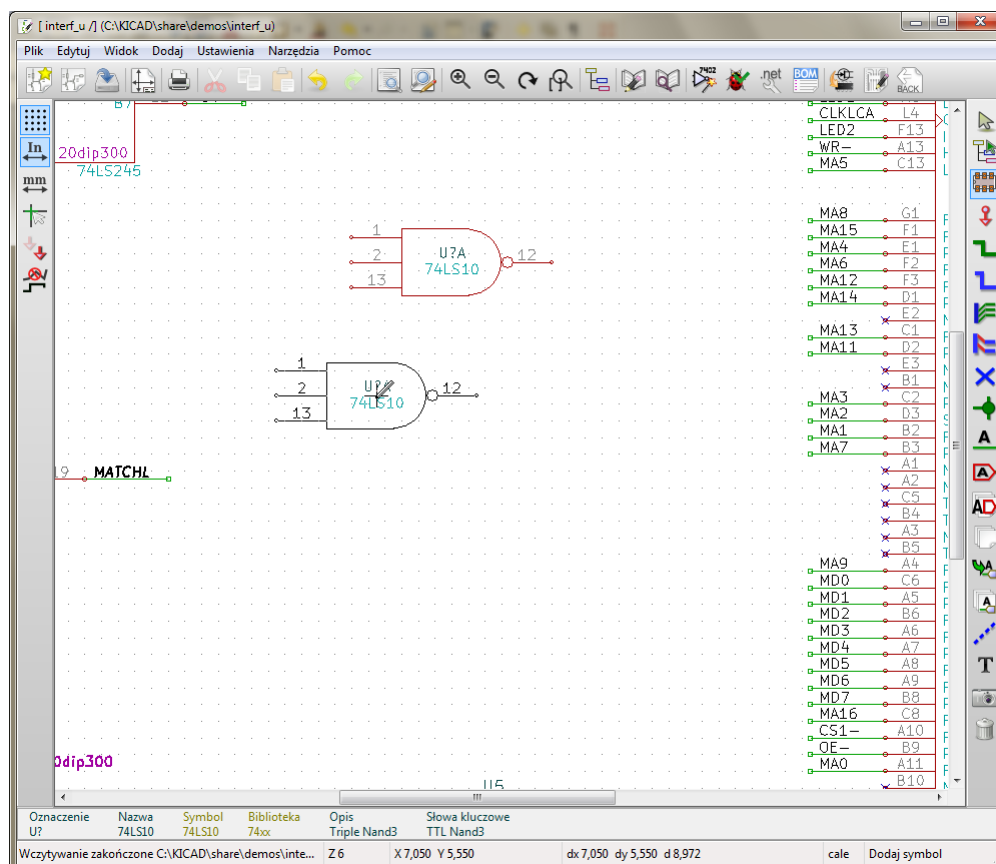 [ interf_u /] (C:\KICAD\share\demos\interf_u)
Plik Edytuj Widok Dodaj Ustawienia Narzędzia Pomoc
7402 .net BOM BACK
In
mm
B7
20dip300
74LS245
CLKLCA L4
LED2 F13
WR- A13
MA5 C13
1
2
13
U?A
74LS10
12
1
2
13
74LS10
12
19 MATCHL
MA8 G1
MA15 F1
MA4 E1
MA6 F2
MA12 F3
MA14 D1
E2
MA13 C1
MA11 D2
E3
B1
MA3 C2
MA2 D3
MA1 B2
MA7 B3
A1
A2
C5
B4
A3
B5
MA9 A4
MD0 C6
MD1 A5
MD2 B6
MD3 A6
MD4 A7
MD5 A8
MD6 A9
MD7 B8
MA16 C8
CS1- A10
OE- B9
MA0 A11
B10
A
A
AD
A
A
T
0dip300
U5
Oznaczenie Nazwa Symbol Biblioteka Opis Słowa kluczowe
U? 74LS10 74LS10 74xx Triple Nand3 TTL Nand3
Wczytywanie zakończone C:\KICAD\share\demos\inte... Z 6 X 7,050 Y 5,550 dx 7,050 dy 5,550 d 8,972 cale Dodaj symbol